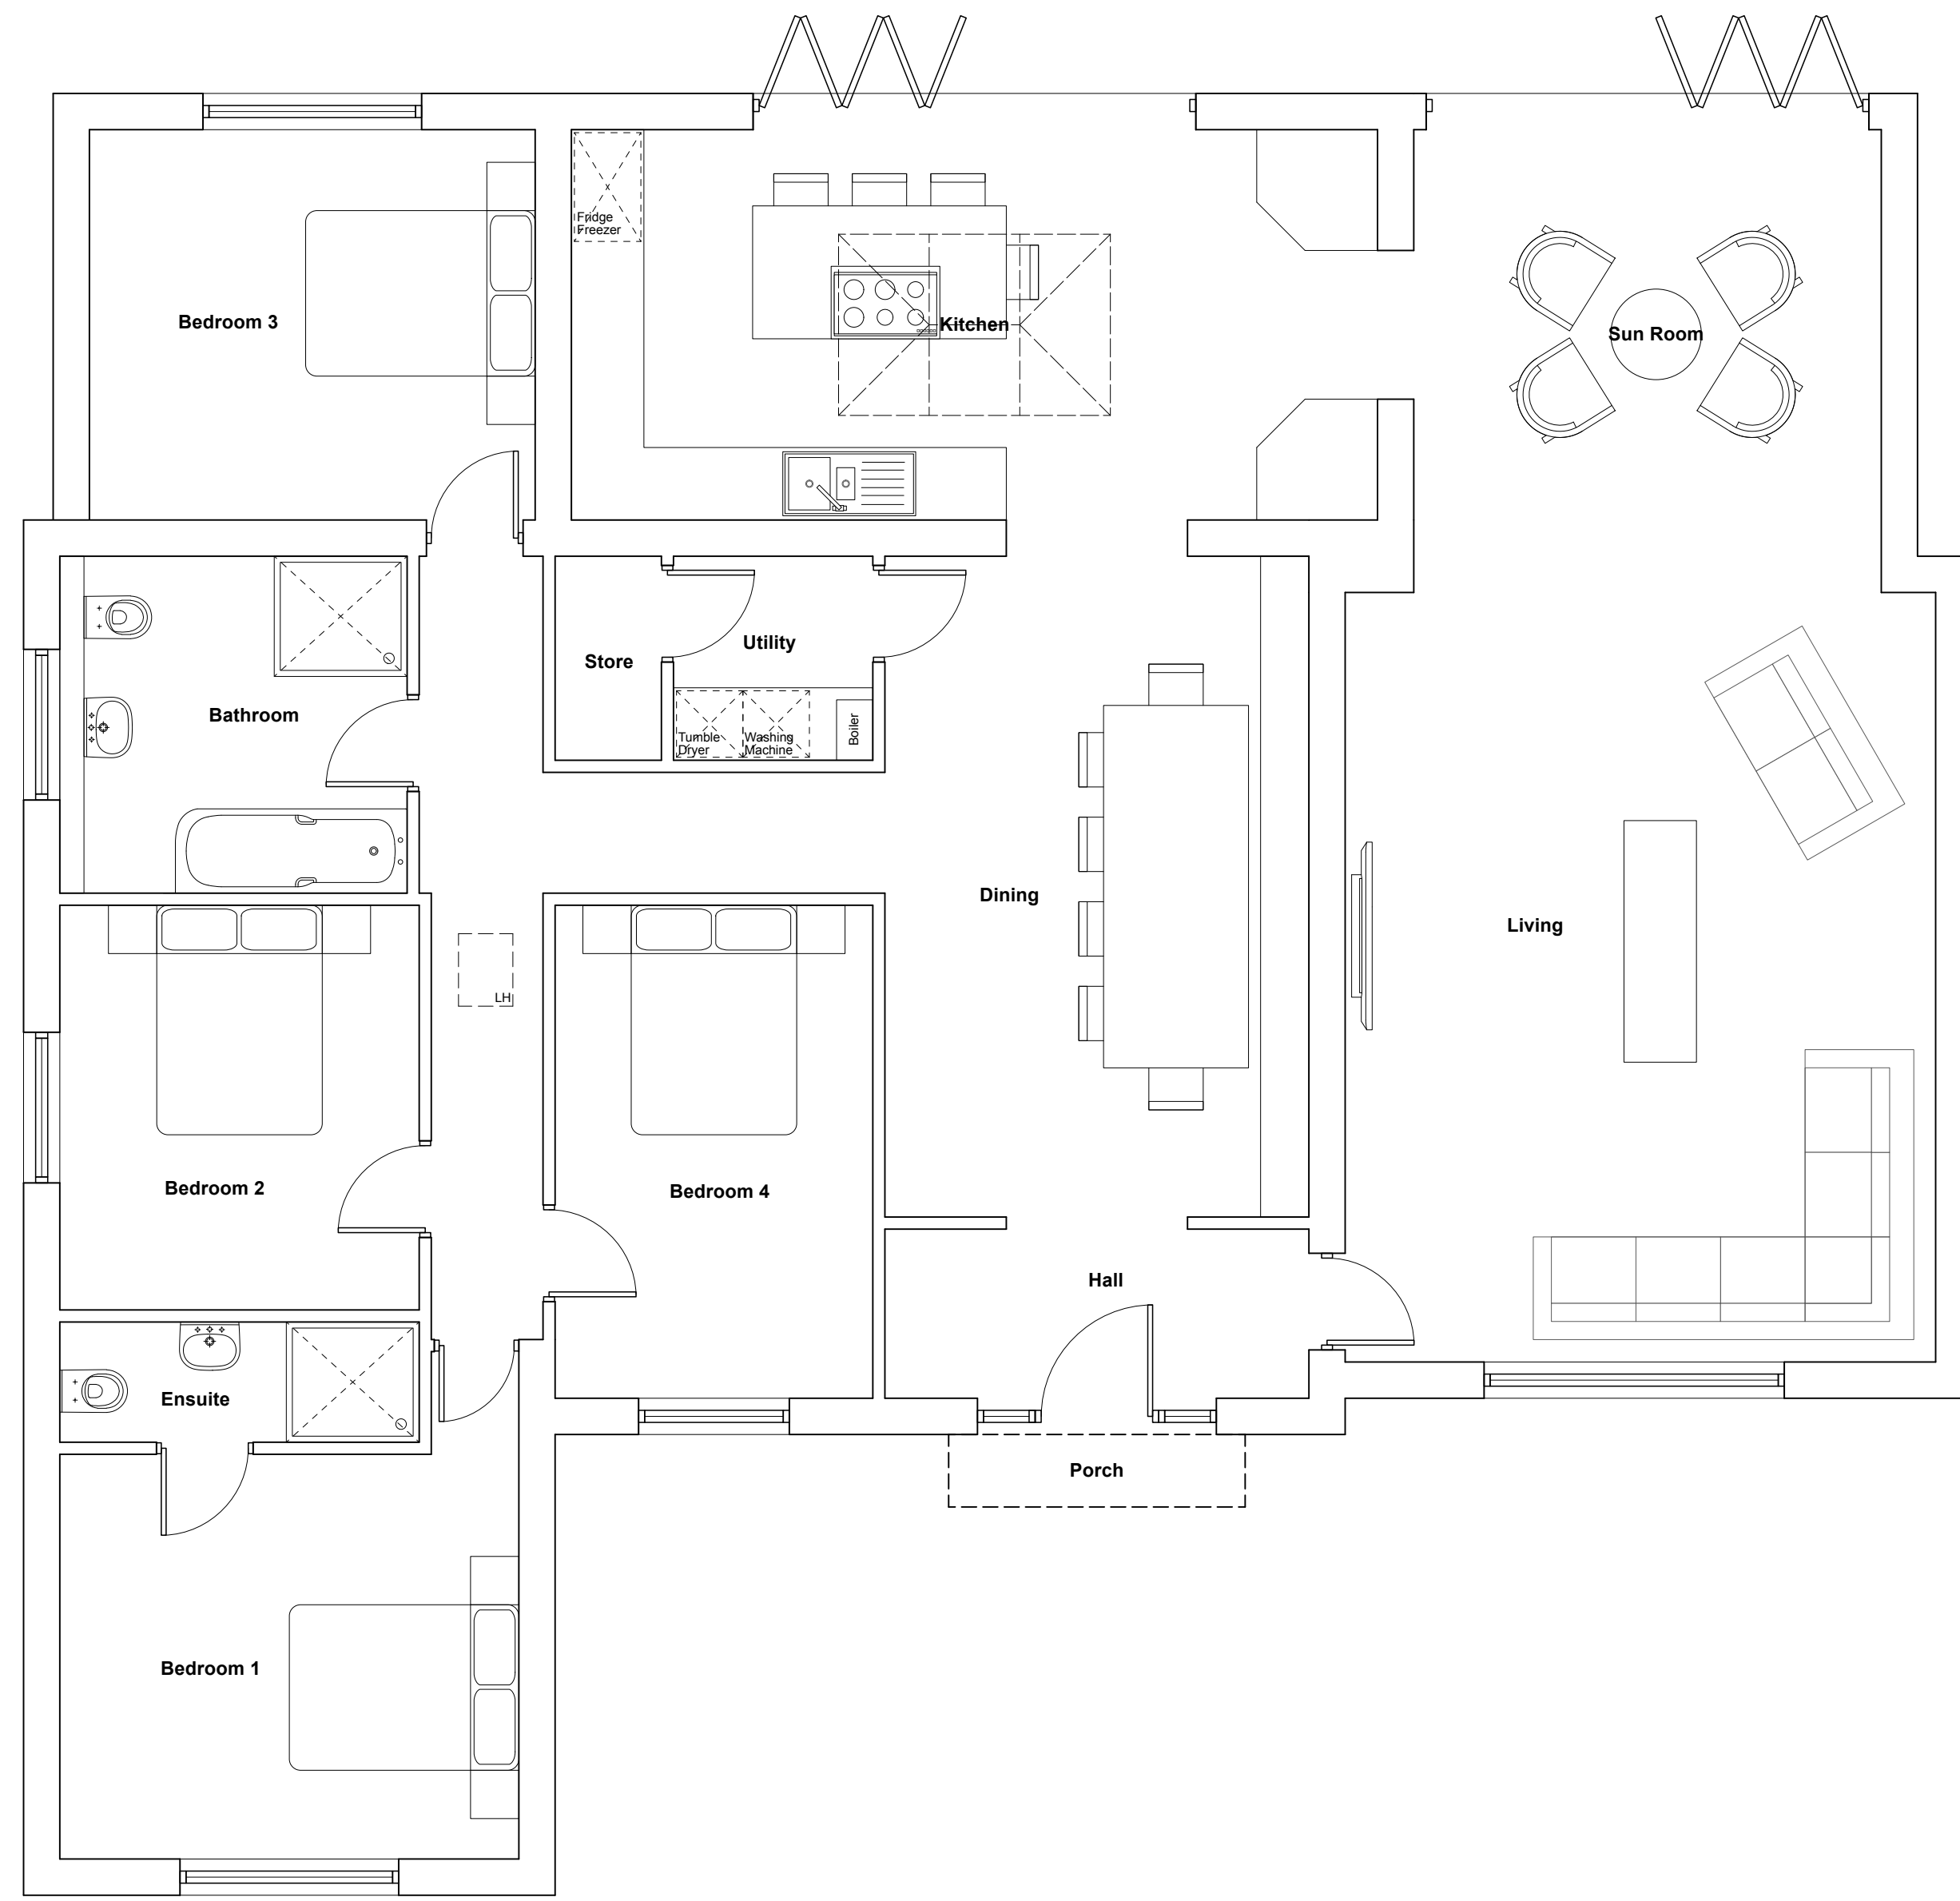 Fridge
Freezer
Bedroom 3
Kitchen
Sun Room
Utility
Store
Bathroom
Tumble
Dryer
Washing
Machine
Boiler
Dining
Living
LH
Bedroom 2
Bedroom 4
Hall
Ensuite
Porch
Bedroom 1